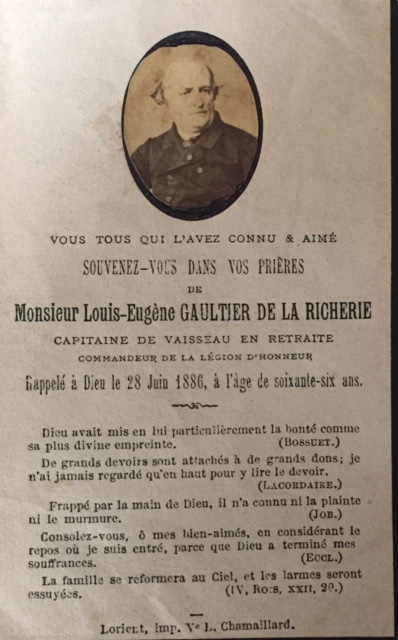 VOUS TOUS QUI L'AVEZ CONNU & AIMÉ
SOUVENEZ-VOUS DANS VOS PRIÈRES
DE
Monsieur Louis-Eugène GAULTIER DE LA RICHERIE
CAPITAINE DE VAISSEAU EN RETRAITE
COMMANDEUR DE LA LÉGION D'HONNEUR
Rappelé à Dieu le 28 Juin 1886, à l'âge de soixante-six ans.
Dieu avait mis en lui particulièrement la bonté comme
sa plus divine empreinte. (BOSSUET.)
De grands devoirs sont attachés à de grands dons; je
n'ai jamais regardé qu'en haut pour y lire le devoir.
(LACORDAIRE.)
Frappé par la main de Dieu, il n'a connu ni la plainte
ni le murmure. (JOB.)
Consolez-vous, ô mes bien-aimés, en considérant le
repos où je suis entré, parce que Dieu a terminé mes
souffrances. (ECCL.)
La famille se reformera au Ciel, et les larmes seront
essuyées. (IV, ROIS, XXII, 20.)
Lorient, imp. Vᵉ L. Chamaillard.